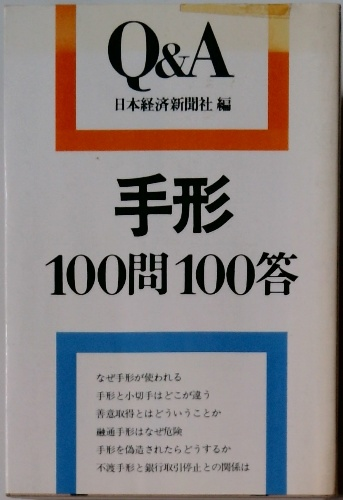 Q&A
日本経済新聞社 編
手形
100問100答
なぜ手形が使われる
手形と小切手はどこが違う
善意取得とはどういうことか
融通手形はなぜ危険
手形を偽造されたらどうするか
不渡手形と銀行取引停止との関係は